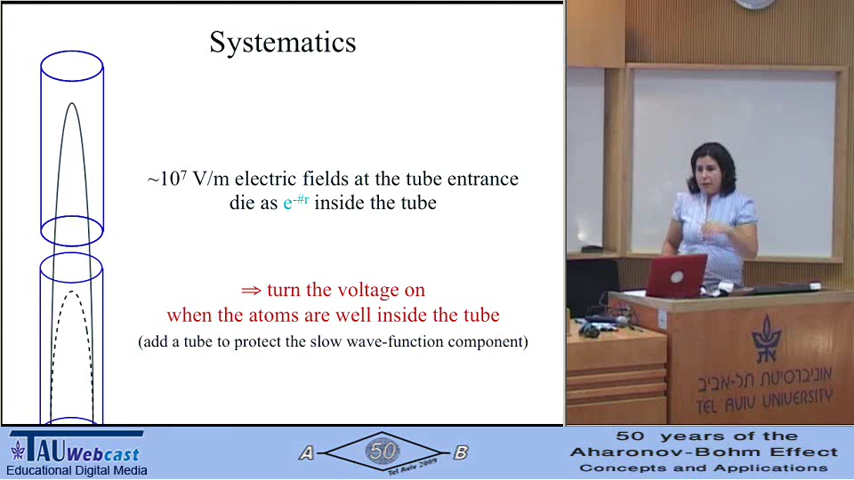 Systematics
~10⁷ V/m electric fields at the tube entrance
die as e⁻#ʳ inside the tube
⇒ turn the voltage on
when the atoms are well inside the tube
(add a tube to protect the slow wave-function component)
אוניברסיטת תל-אביב
TEL AVIV UNIVERSITY
TAUWebcast
Educational Digital Media
A 50 B
Tel Aviv 2009
50 years of the
Aharonov-Bohm Effect
Concepts and Applications